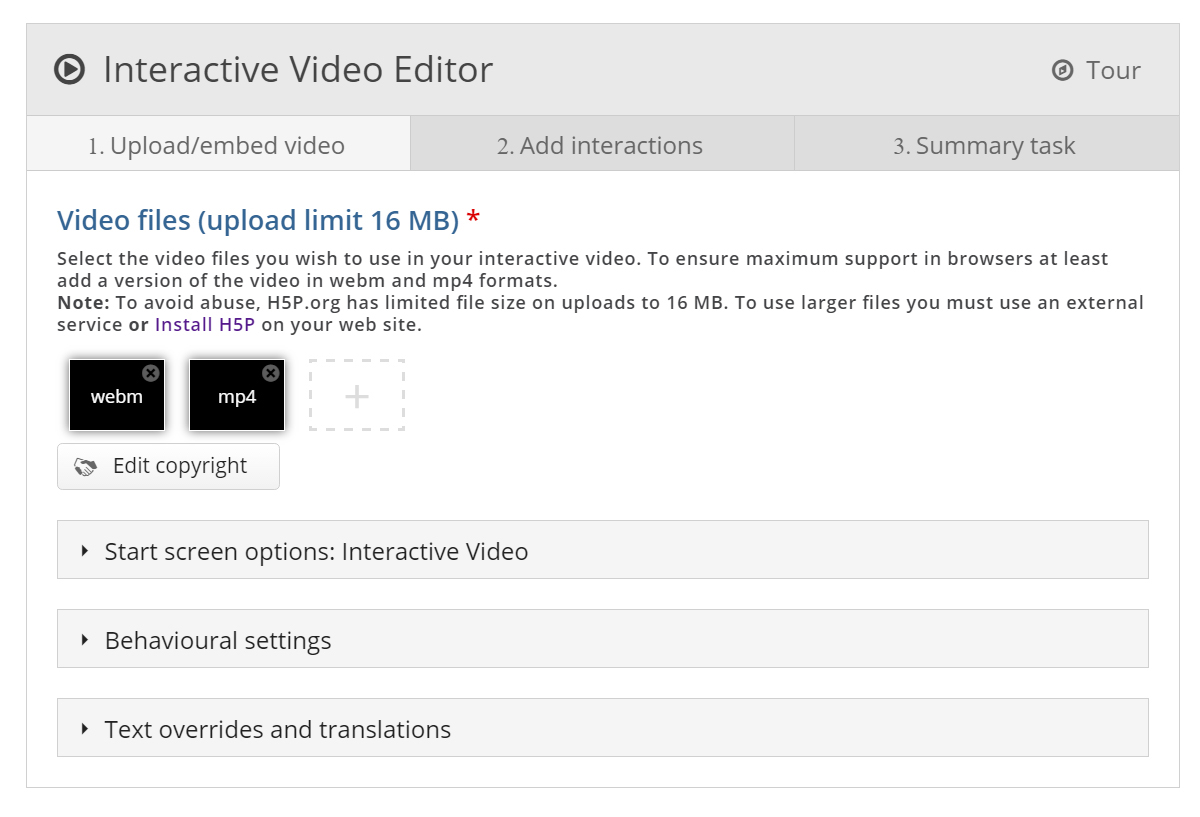 Interactive Video Editor
Tour
1. Upload/embed video
2. Add interactions
3. Summary task
Video files (upload limit 16 MB) *
Select the video files you wish to use in your interactive video. To ensure maximum support in browsers at least
add a version of the video in webm and mp4 formats.
Note: To avoid abuse, H5P.org has limited file size on uploads to 16 MB. To use larger files you must use an external
service or Install H5P on your web site.
webm
mp4
+
Edit copyright
Start screen options: Interactive Video
Behavioural settings
Text overrides and translations